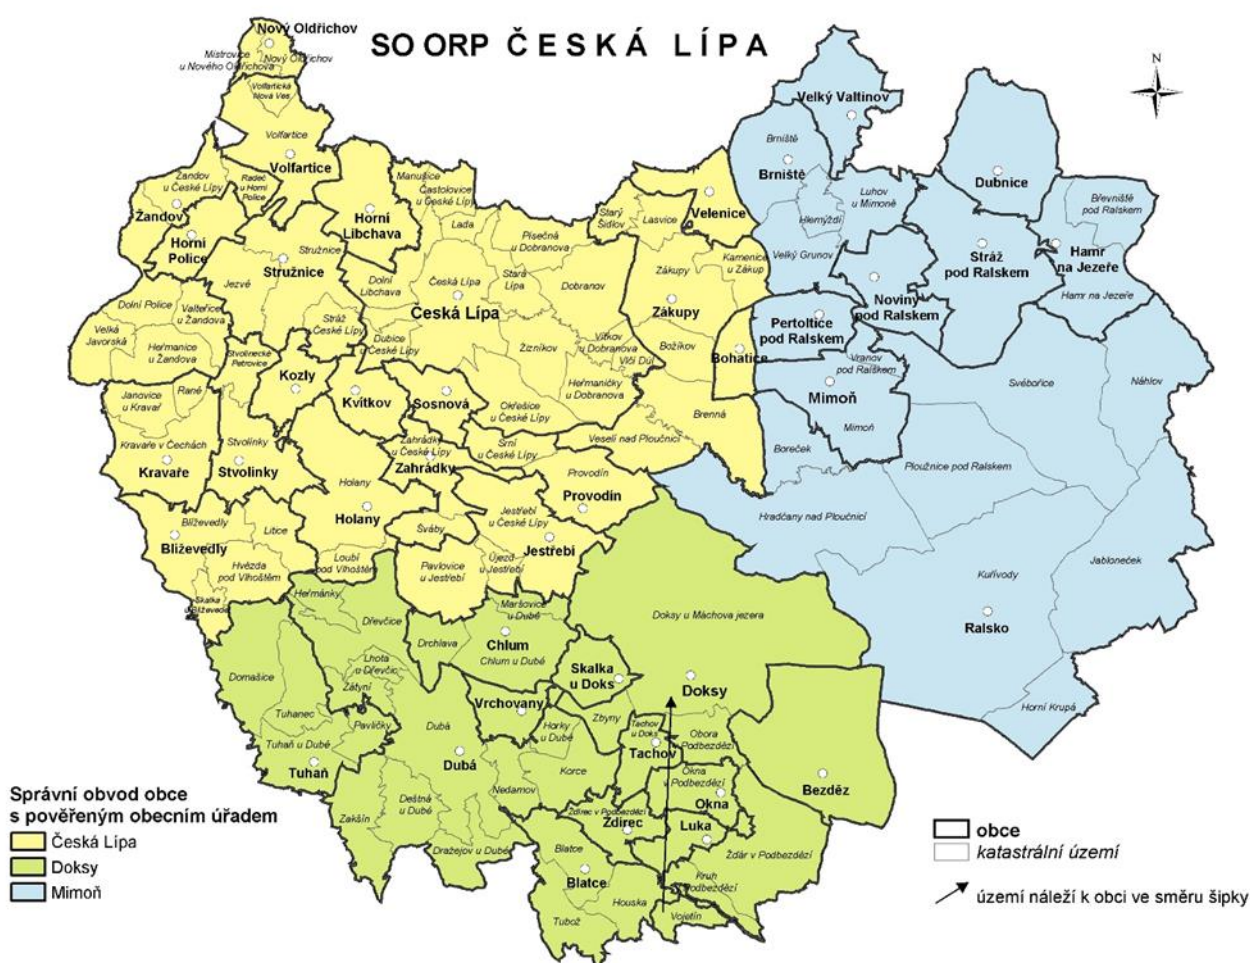 SO ORP ČESKÁ LÍPA
N
Nový Oldřichov
Mistrovice
u Nového Oldřichova
Nový Oldřichov
Volfartická
Nová Ves
Volfartice
Volfartice
Žandov
u České Lípy
Radeč
u Horní
Police
Žandov
Horní
Police
Horní
Libchava
Manušice
Častolovice
u České Lípy
Lada
Písečná
u Dobranova
Starý
Šidlov
Lasvice
Velenice
Velký Valtinov
Brniště
Brniště
Luhov
u Mimoně
Hlemýždí
Velký Grunov
Dubnice
Břevniště
pod Ralskem
Stráž
pod Ralskem
Hamr
na Jezeře
Hamr na Jezeře
Stružnice
Stružnice
Jezvé
Dolní
Libchava
Česká Lípa
Stará
Lípa
Dobranov
Česká Lípa
Zákupy
Kamenice
u Zákup
Zákupy
Noviny
pod Ralskem
Pertoltice
pod Ralskem
Dolní Police
Valteřice
u Žandova
Velká
Javorská
Heřmanice
u Žandova
Stráž
u České Lípy
Stvolínecké
Petrovice
Dubice
u České Lípy
Žizníkov
Vítkov
u Dobranova
Vlčí Důl
Božíkov
Bohatice
Vranov
pod Ralskem
Mimoň
Mimoň
Svébořice
Náhlov
Kozly
Kvítkov
Sosnová
Heřmaničky
u Dobranova
Okřešice
u České Lípy
Brenná
Janovice
u Kravař
Rané
Kravaře v Čechách
Kravaře
Stvolínky
Stvolínky
Zahrádky
u České Lípy
Zahrádky
Srní
u České Lípy
Veselí nad Ploučnicí
Boreček
Ploužnice pod Ralskem
Holany
Holany
Provodín
Provodín
Hradčany nad Ploučnicí
Blíževedly
Blíževedly
Litice
Hvězda
pod Vlhoštěm
Loubí
pod Vlhoštěm
Šváby
Jestřebí
u České Lípy
Jestřebí
Pavlovice
u Jestřebí
Újezd
u Jestřebí
Skalka
u Blíževedel
Jabloneček
Kuřívody
Ralsko
Horní Krupá
Heřmánky
Dřevčice
Drchlava
Maršovice
u Dubé
Chlum
Chlum u Dubé
Doksy u Máchova jezera
Doksy
Skalka
u Doks
Domašice
Lhota
u Dřevčic
Zátyní
Tuhanec
Pavličky
Tuhaň u Dubé
Tuhaň
Vrchovany
Dubá
Dubá
Horky
u Dubé
Zbyny
Tachov
u Doks
Tachov
Obora
v Podbezdězí
Bezděz
Korce
Nedamov
Okna
v Podbezdězí
Okna
Zakšín
Deštná
u Dubé
Dražejov u Dubé
Ždírec v Podbezdězí
Ždírec
Luka
Žďár v Podbezdězí
Blatce
Blatce
Kruh
v Podbezdězí
Houska
Tubož
Vojetín
Správní obvod obce
s pověřeným obecním úřadem
Česká Lípa
Doksy
Mimoň
obce
katastrální území
území náleží k obci ve směru šipky